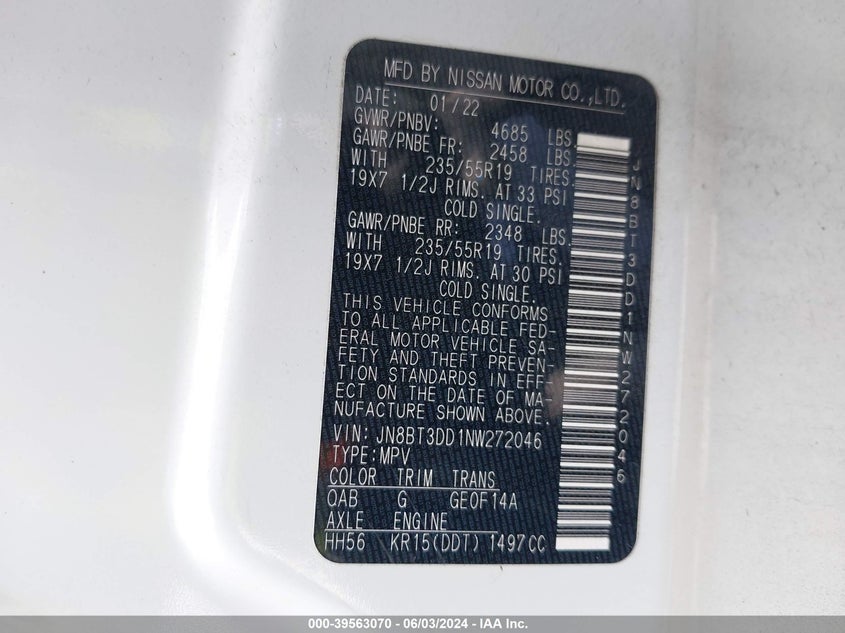 MFD BY NISSAN MOTOR CO.,LTD.
DATE: 01/22
GVWR/PNBV: 4685 LBS.
GAWR/PNBE FR: 2458 LBS.
WITH 235/55R19 TIRES.
19X7 1/2J RIMS. AT 33 PSI
COLD SINGLE.
GAWR/PNBE RR: 2348 LBS.
WITH 235/55R19 TIRES.
19X7 1/2J RIMS. AT 30 PSI
COLD SINGLE.
THIS VEHICLE CONFORMS
TO ALL APPLICABLE FED-
ERAL MOTOR VEHICLE SA-
FETY AND THEFT PREVEN-
TION STANDARDS IN EFF-
ECT ON THE DATE OF MA-
NUFACTURE SHOWN ABOVE.
VIN: JN8BT3DD1NW272046
TYPE:MPV
COLOR TRIM TRANS
QAB G GE0F14A
AXLE ENGINE
HH56 KR15(DDT) 1497CC
JN8BT3DD1NW272046
000-39563070 - 06/03/2024 - IAA Inc.